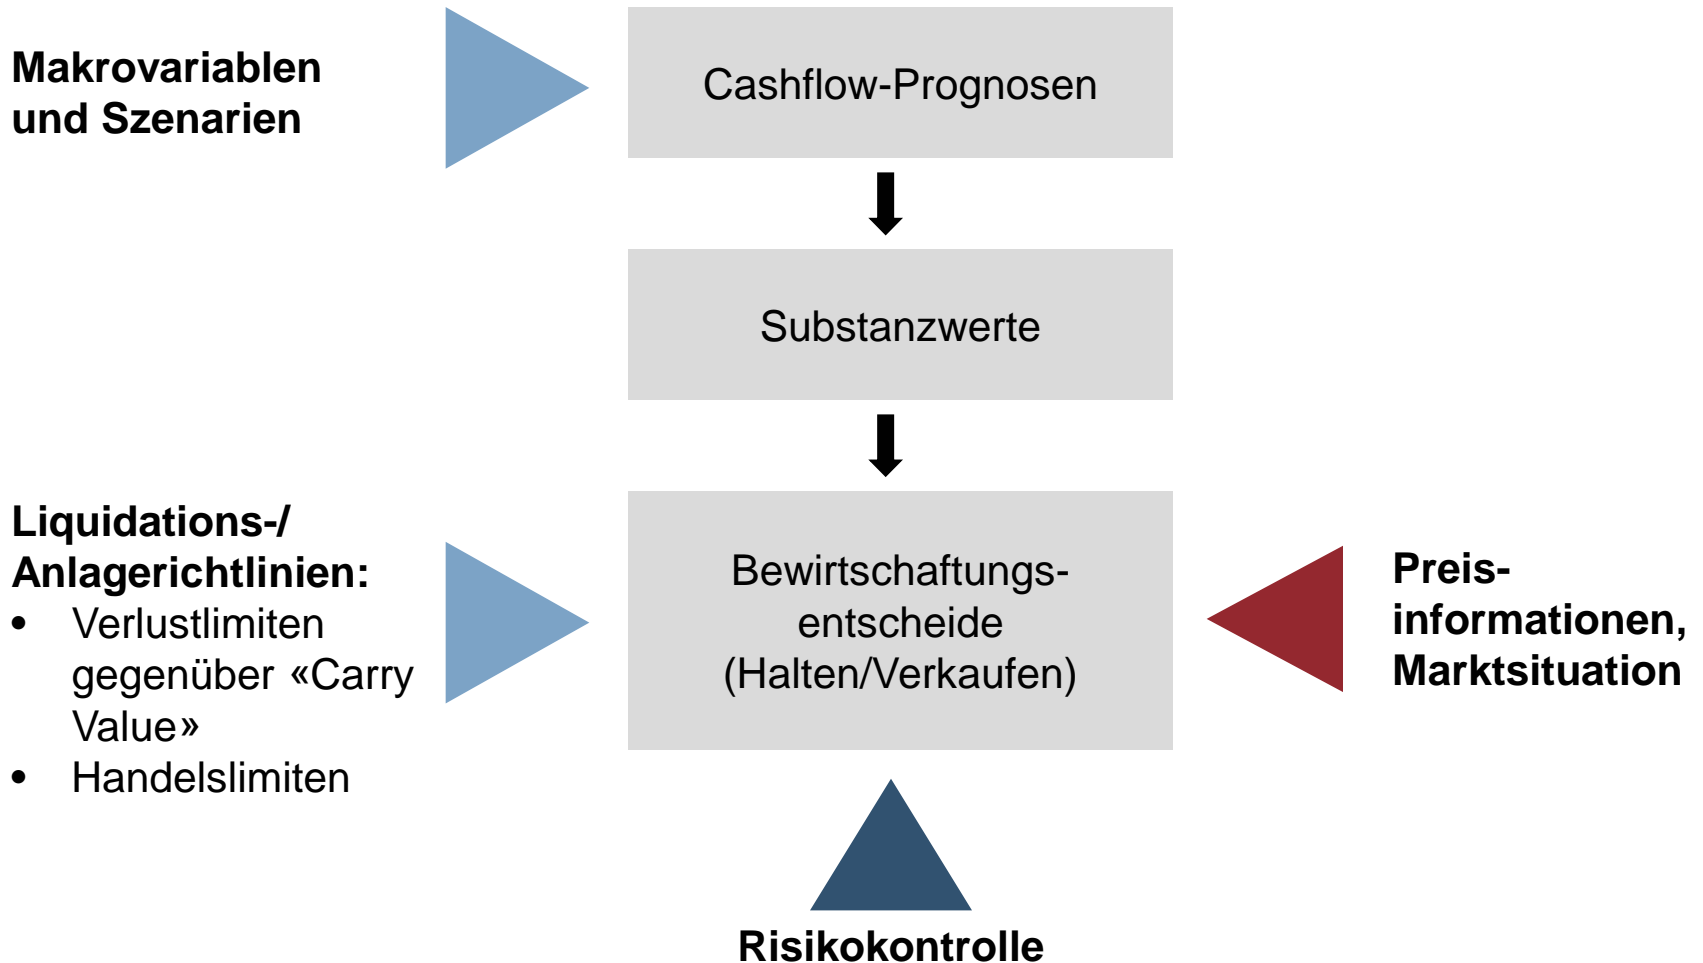 Makrovariablen
und Szenarien
Cashflow-Prognosen
Substanzwerte
Liquidations-/
Anlagerichtlinien:
• Verlustlimiten
gegenüber «Carry
Value»
• Handelslimiten
Bewirtschaftungs-
entscheide
(Halten/Verkaufen)
Preis-
informationen,
Marktsituation
Risikokontrolle